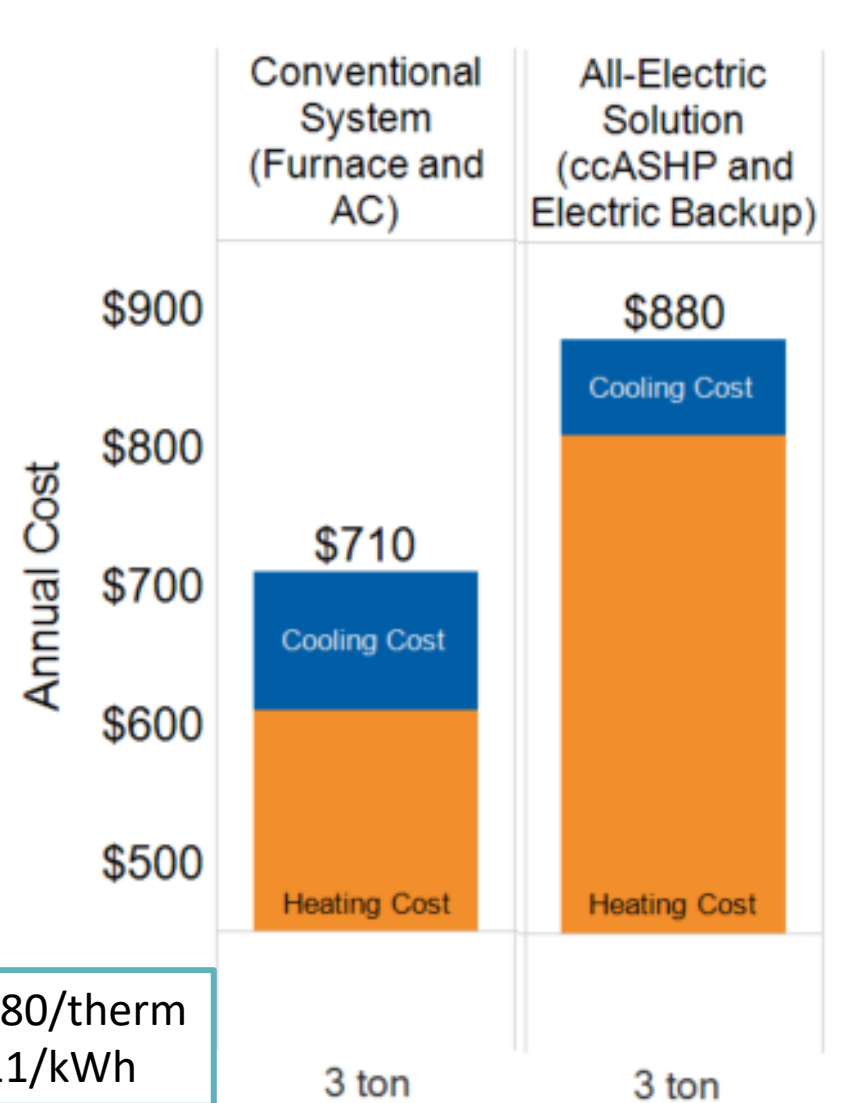 Conventional
System
(Furnace and
AC)
All-Electric
Solution
(ccASHP and
Electric Backup)
Annual Cost
$900
$800
$700
$600
$500
$710
Cooling Cost
Heating Cost
$880
Cooling Cost
Heating Cost
80/therm
1/kWh
3 ton
3 ton